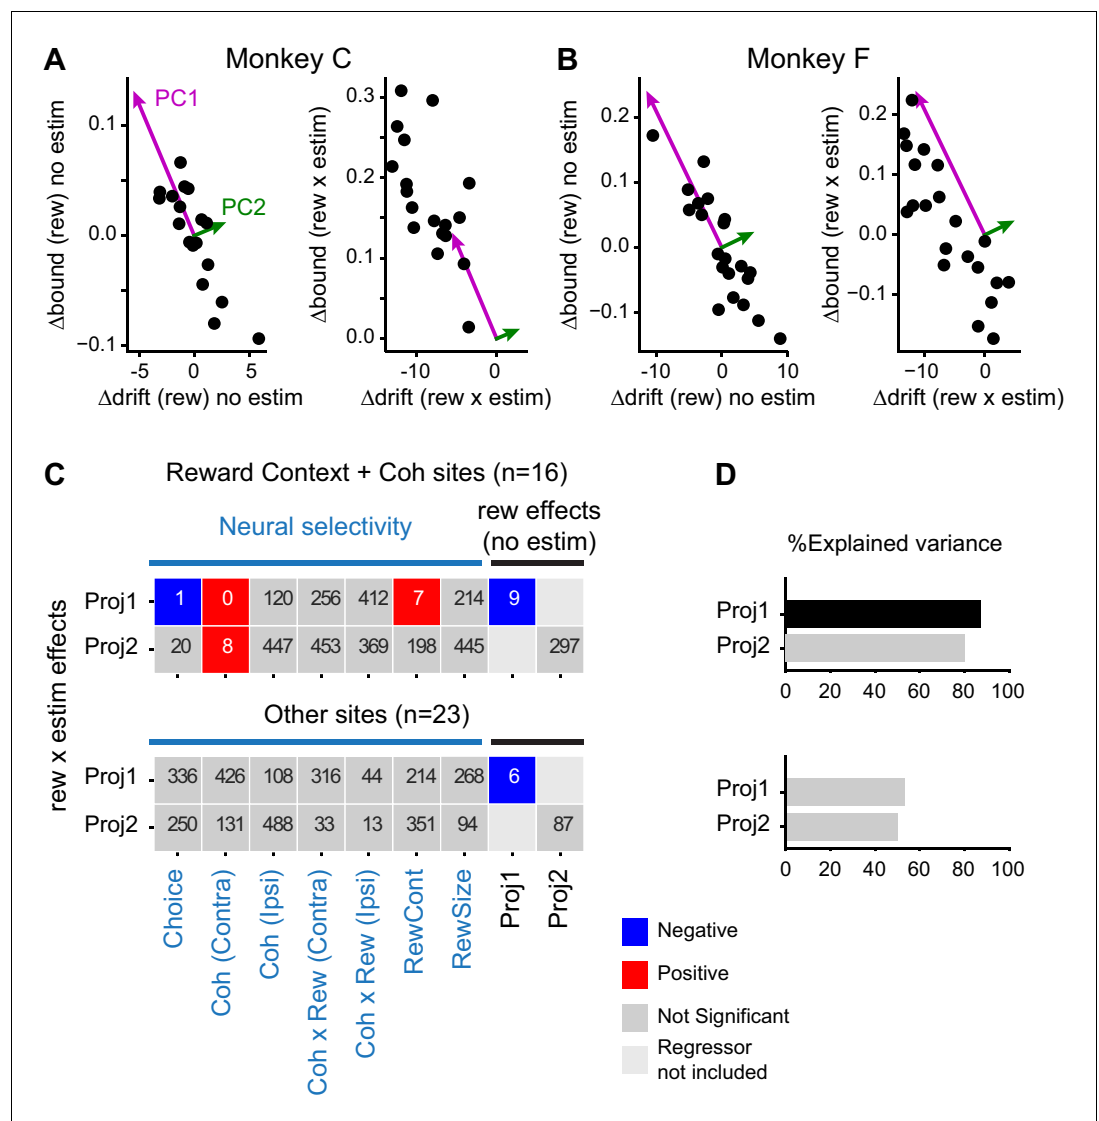 A
Monkey C
B
Monkey F
PC1
PC2
Δbound (rew) no estim
0.1
0.0
−0.1
-5
0
5
Δdrift (rew) no estim
Δbound (rew x estim)
0.3
0.2
0.1
0.0
−10
0
Δdrift (rew x estim)
Δbound (rew) no estim
0.2
0.1
0.0
−0.1
-10
0
10
Δdrift (rew) no estim
Δbound (rew x estim)
0.2
0.1
0.0
−0.1
−10
0
Δdrift (rew x estim)
C
Reward Context + Coh sites (n=16)
Neural selectivity
rew effects
(no estim)
rew x estim effects
Proj1 1 0 120 256 412 7 214 9
Proj2 20 8 447 453 369 198 445 297
Other sites (n=23)
Proj1 336 426 108 316 44 214 268 6
Proj2 250 131 488 33 13 351 94 87
Choice
Coh (Contra)
Coh (Ipsi)
Coh x Rew (Contra)
Coh x Rew (Ipsi)
RewCont
RewSize
Proj1
Proj2
D
%Explained variance
Proj1
Proj2
0 20 40 60 80 100
Proj1
Proj2
0 20 40 60 80 100
Negative
Positive
Not Significant
Regressor
not included